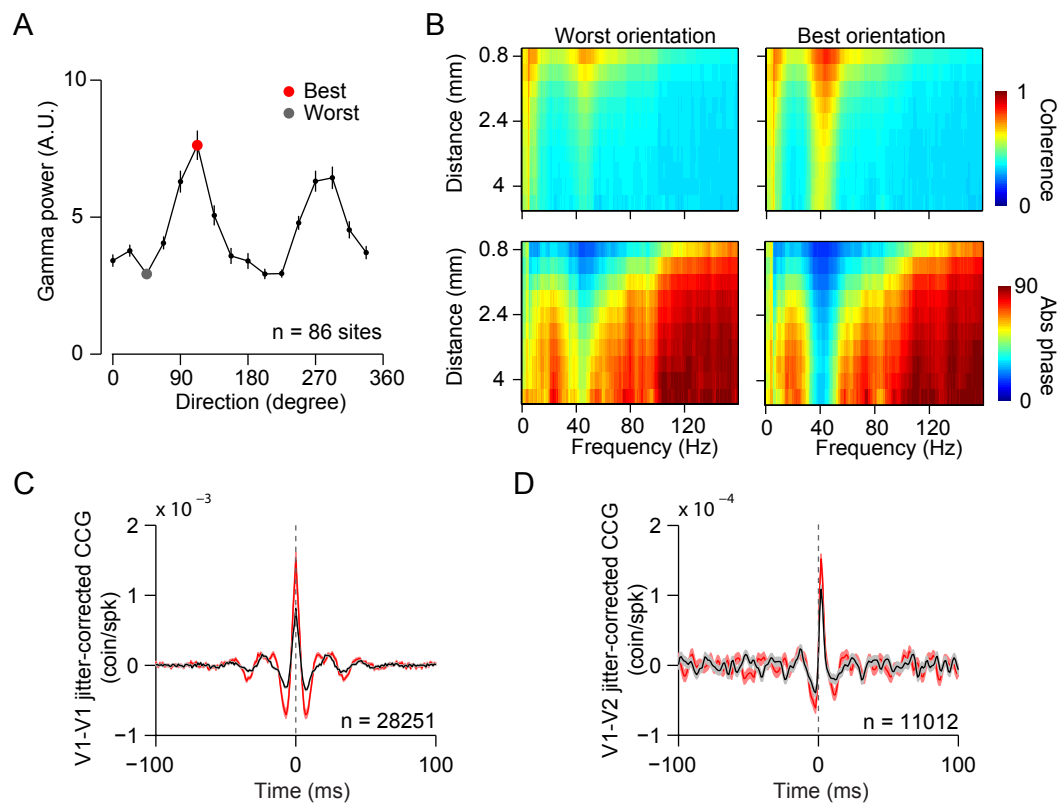 A
10
5
0
Gamma power (A.U.)
Best
Worst
n = 86 sites
0 90 180 270 360
Direction (degree)
B
Worst orientation Best orientation
0.8
2.4
4
Distance (mm)
1
0
Coherence
0.8
2.4
4
Distance (mm)
90
0
Abs phase
0 40 80 120 0 40 80 120
Frequency (Hz) Frequency (Hz)
C
x 10 −3
2
1
0
−1
V1-V1 jitter-corrected CCG
(coin/spk)
n = 28251
−100 0 100
Time (ms)
D
x 10 −4
2
1
0
−1
V1-V2 jitter-corrected CCG
(coin/spk)
n = 11012
−100 0 100
Time (ms)